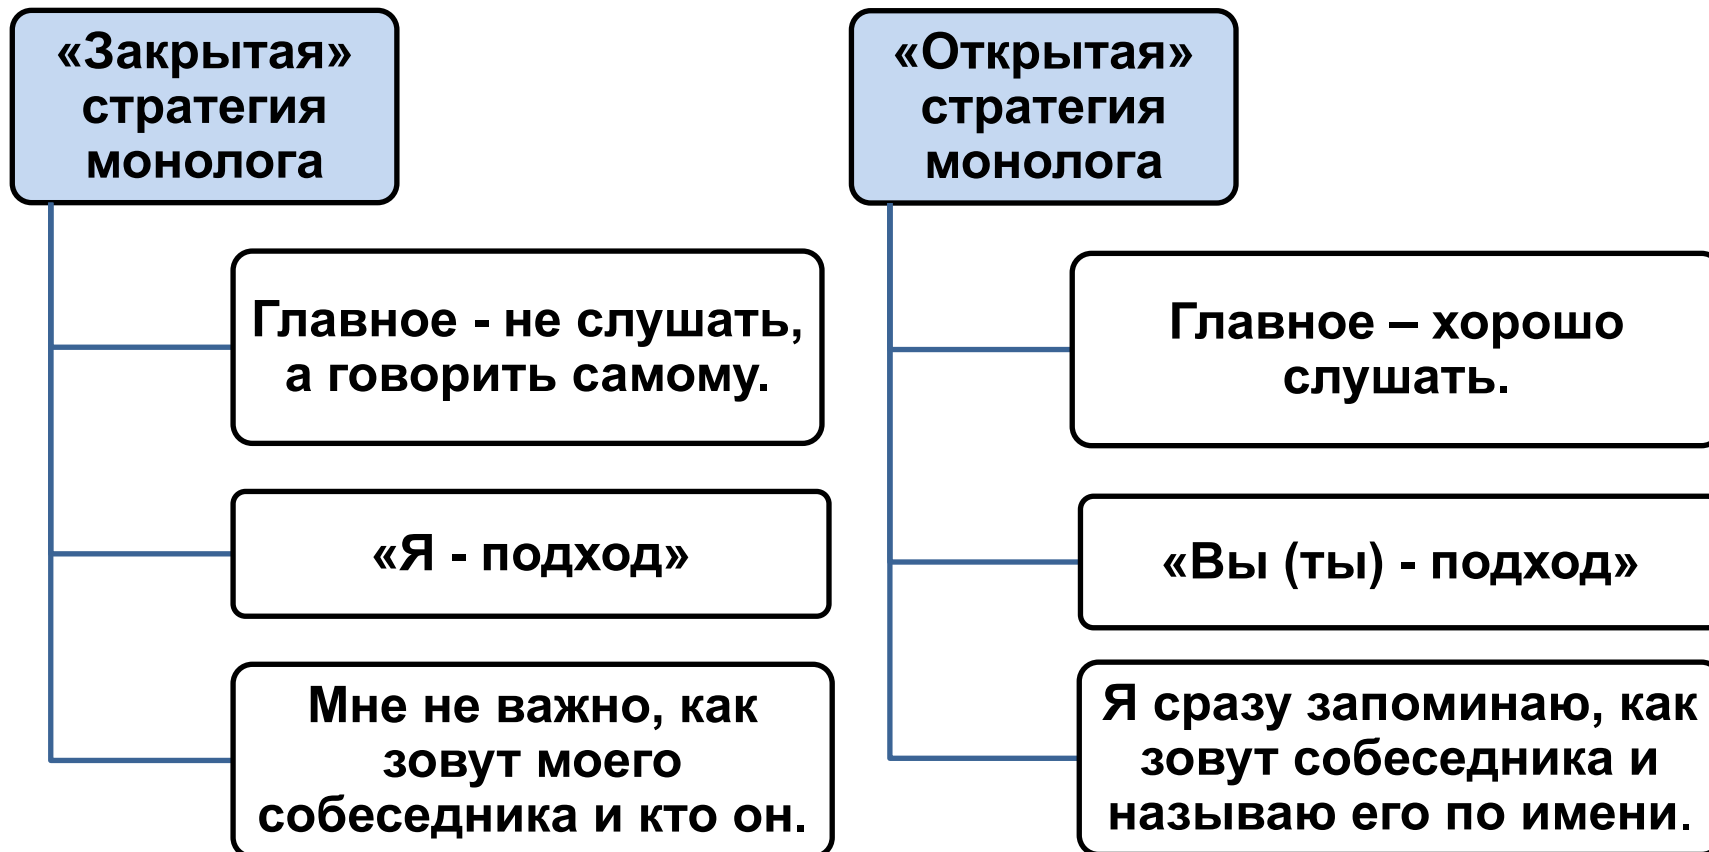 «Закрытая»
стратегия
монолога
Главное - не слушать,
а говорить самому.
«Я - подход»
Мне не важно, как
зовут моего
собеседника и кто он.
«Открытая»
стратегия
монолога
Главное – хорошо
слушать.
«Вы (ты) - подход»
Я сразу запоминаю, как
зовут собеседника и
называю его по имени.